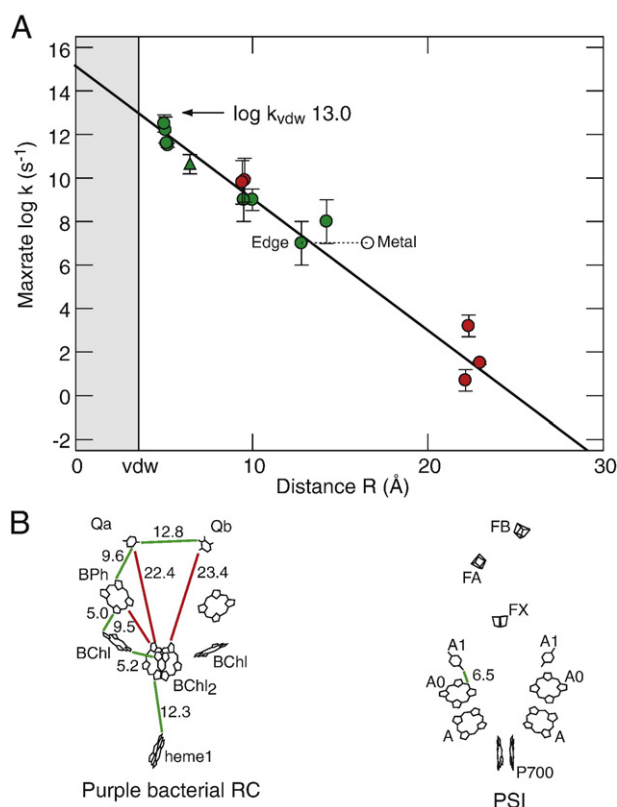 A
16
14
12
10
8
6
4
2
0
-2
Maxrate log k (s⁻¹)
log kvdw 13.0
Edge
Metal
0
vdw
10
20
30
Distance R (Å)
B
Qa
12.8
Qb
9.6
22.4
23.4
BPh
5.0
9.5
BChl
5.2
BChl
BChl2
12.3
heme1
Purple bacterial RC
FB
FA
FX
A1
A1
6.5
A0
A0
A
A
P700
PSI